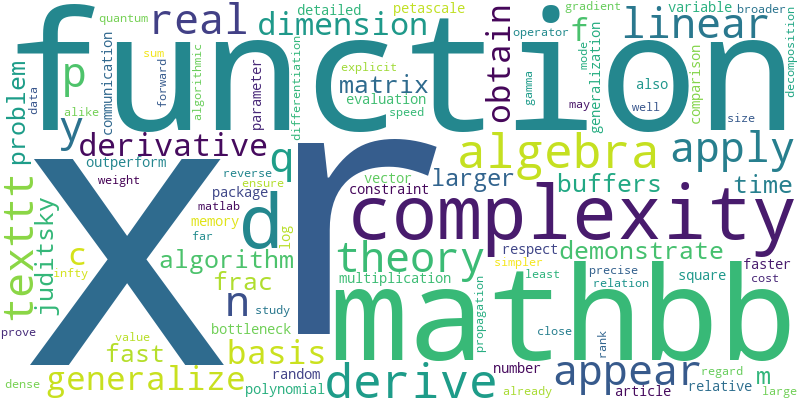 function
x
r
mathbb
complexity
real
dimension
detailed
petascale
gradient
variable
broader
quantum
sum
forward
communication
algorithmic
data
alike
p
y
problem
parameter
differentiation
explicit
matrix
evaluation
speed
operator
mode
gamma
f
generalization
linear
decomposition
obtain
may
well
also
comparison
size
derivative
outperform
weight
q
d
reverse
ensure
package
matlab
memory
far
log
vector
constraint
larger
algebra
apply
buffers
time
texttt
juditsky
c
infty
algorithm
frac
n
study
bottleneck
theory
multiplication
respect
simpler
demonstrate
least
precise
relation
square
faster
cost
prove
value
fast
basis
random
polynomial
generalize
dense
derive
propagation
close
rank
appear
number
already
article
regard
relative
m
large